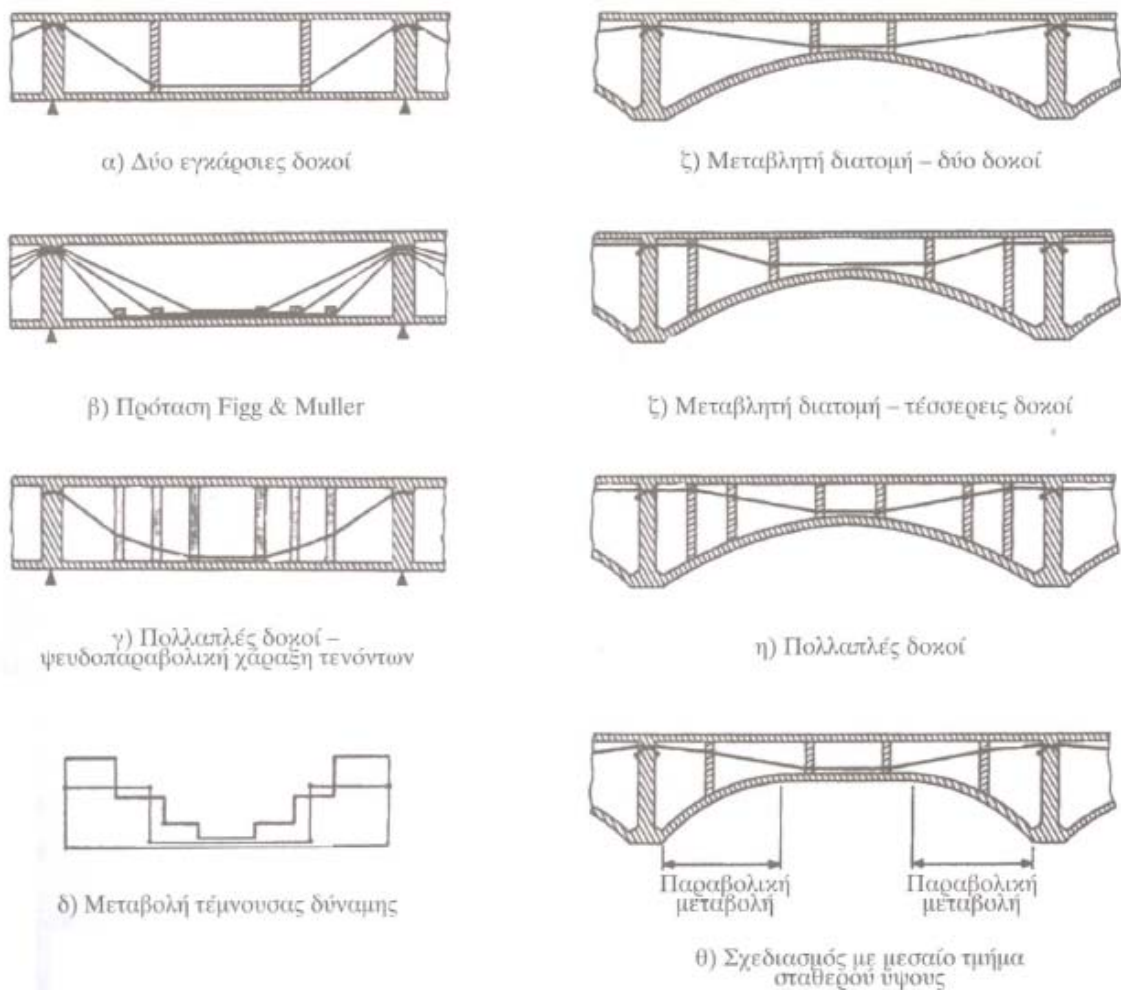 α) Δύο εγκάρσιες δοκοί
β) Πρόταση Figg & Muller
γ) Πολλαπλές δοκοί –
ψευδοπαραβολική χάραξη τενόντων
δ) Μεταβολή τέμνουσας δύναμης
ζ) Μεταβλητή διατομή – δύο δοκοί
ζ) Μεταβλητή διατομή – τέσσερεις δοκοί
η) Πολλαπλές δοκοί
Παραβολική
μεταβολή
Παραβολική
μεταβολή
θ) Σχεδιασμός με μεσαίο τμήμα
σταθερού ύψους